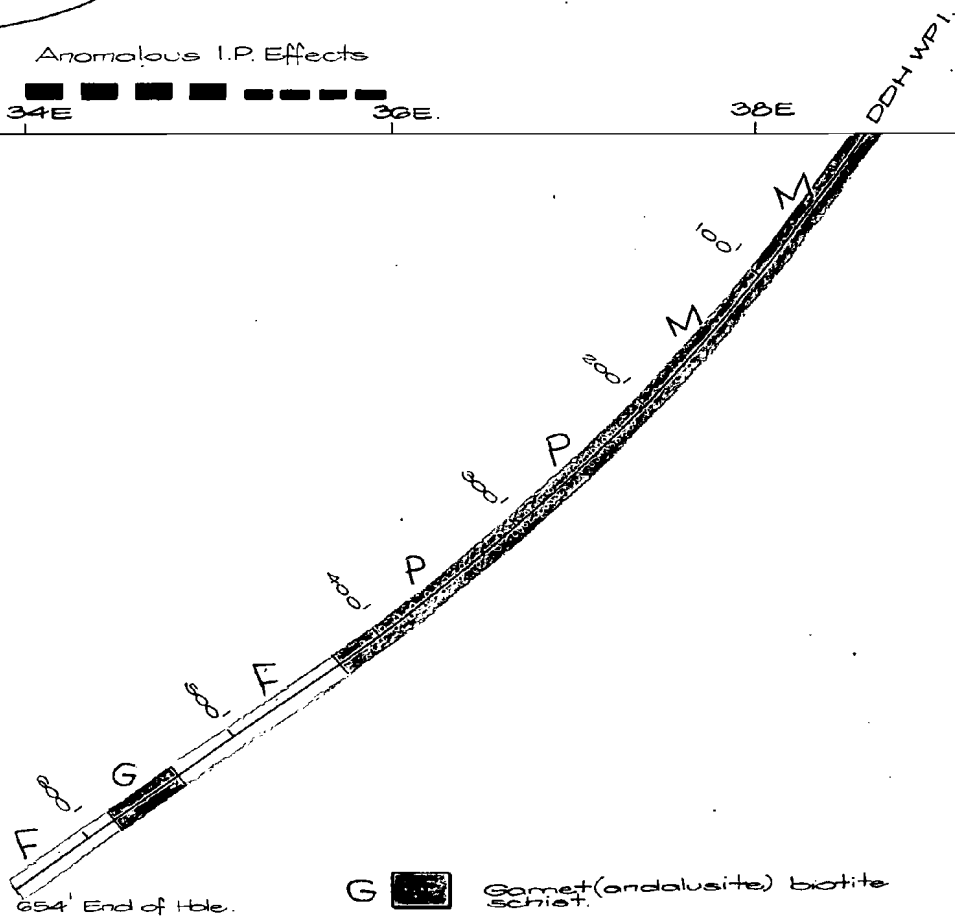 Anomalous I.P. Effects
34E 36E. 38E
DDH WP1.
M
100'
M
200'
P
300'
P
400'
F
500'
G
600'
F
654' End of Hole.
G Garnet(andalusite) biotite
schist.